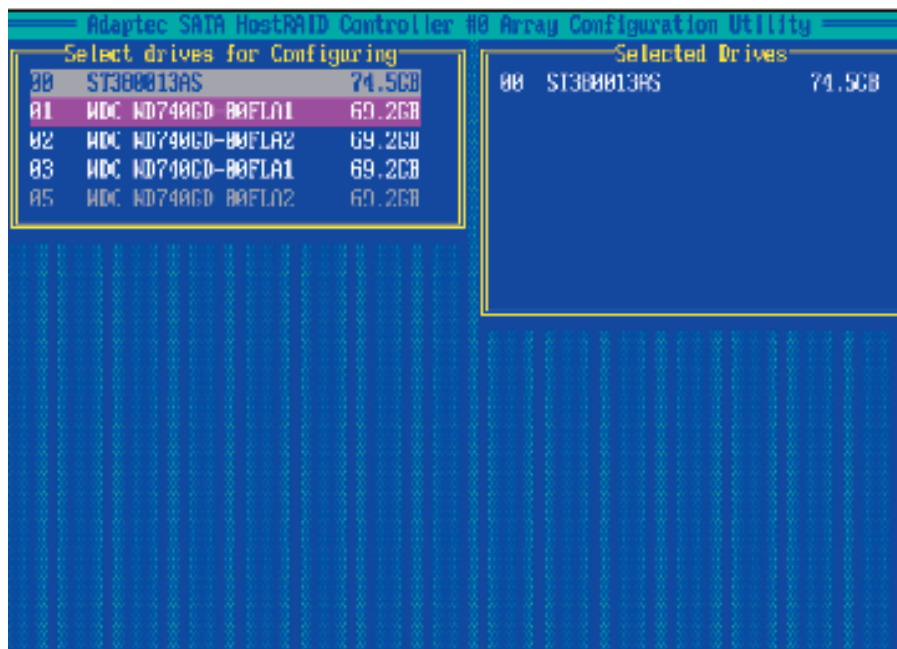 Adaptec SATA HostRAID Controller #0 Array Configuration Utility
Select drives for Configuring
00 ST380013AS 74.5GB
01 WDC WD740GD-00FLA1 69.2GB
02 WDC WD740GD-00FLA2 69.2GB
03 WDC WD740GD-00FLA1 69.2GB
05 WDC WD740GD-00FLA2 69.2GB
Selected Drives
00 ST380013AS 74.5GB